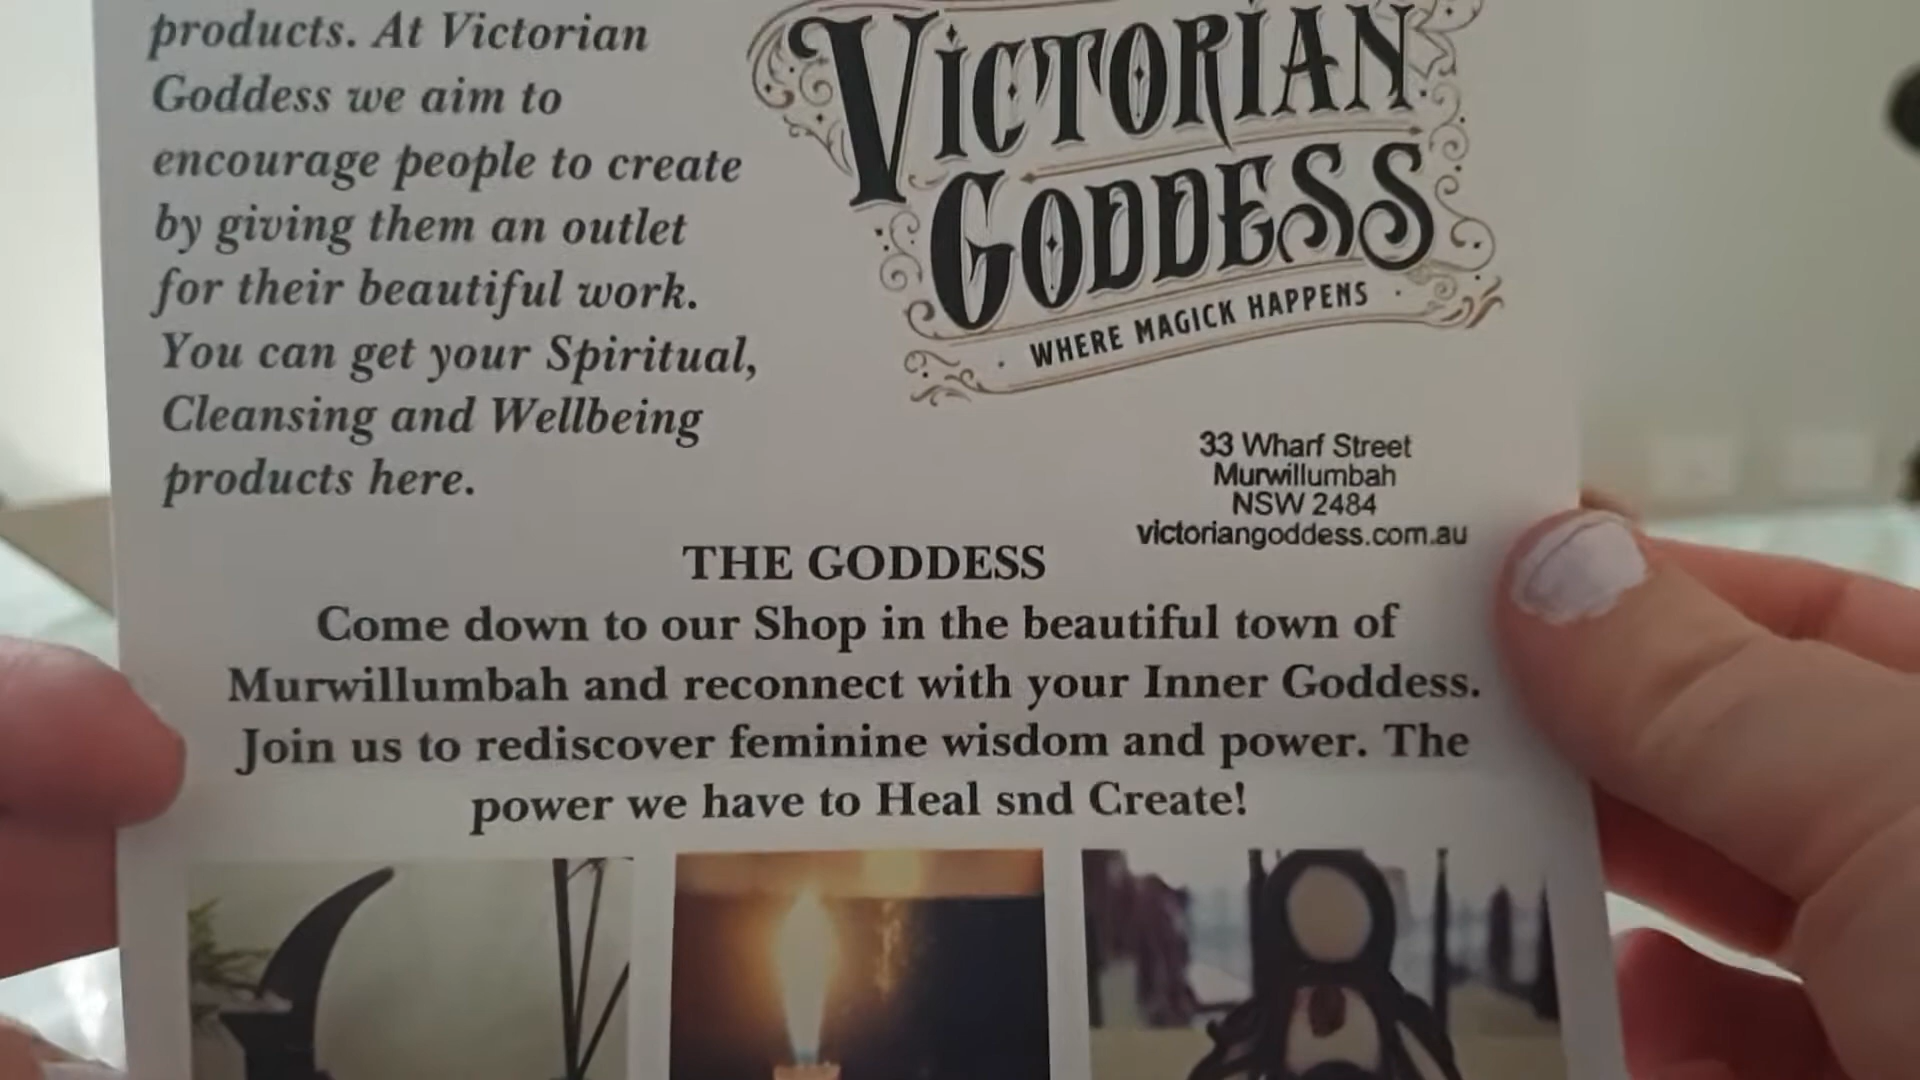 products. At Victorian
Goddess we aim to
encourage people to create
by giving them an outlet
for their beautiful work.
You can get your Spiritual,
Cleansing and Wellbeing
products here.
VICTORIAN
GODDESS
· WHERE MAGICK HAPPENS ·
33 Wharf Street
Murwillumbah
NSW 2484
victoriangoddess.com.au
THE GODDESS
Come down to our Shop in the beautiful town of
Murwillumbah and reconnect with your Inner Goddess.
Join us to rediscover feminine wisdom and power. The
power we have to Heal snd Create!